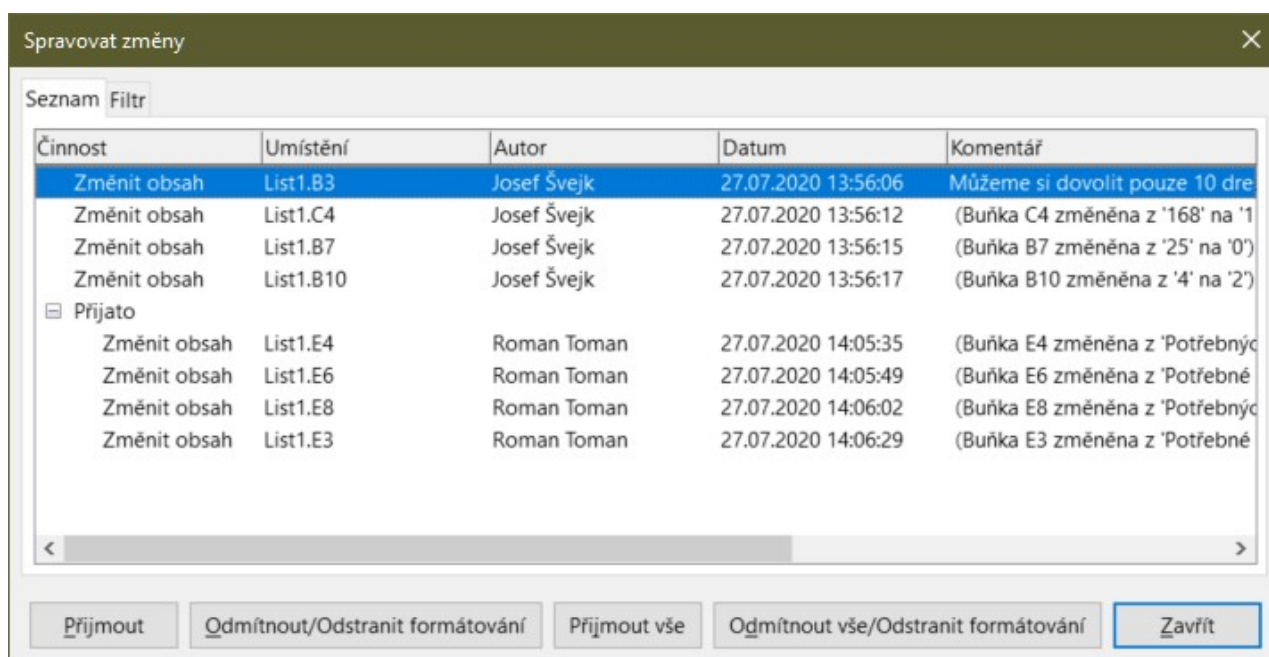 Spravovat změny
Seznam Filtr
Činnost Umístění Autor Datum Komentář
Změnit obsah List1.B3 Josef Švejk 27.07.2020 13:56:06 Můžeme si dovolit pouze 10 dre
Změnit obsah List1.C4 Josef Švejk 27.07.2020 13:56:12 (Buňka C4 změněna z '168' na '1
Změnit obsah List1.B7 Josef Švejk 27.07.2020 13:56:15 (Buňka B7 změněna z '25' na '0')
Změnit obsah List1.B10 Josef Švejk 27.07.2020 13:56:17 (Buňka B10 změněna z '4' na '2')
Přijato
Změnit obsah List1.E4 Roman Toman 27.07.2020 14:05:35 (Buňka E4 změněna z 'Potřebnýc
Změnit obsah List1.E6 Roman Toman 27.07.2020 14:05:49 (Buňka E6 změněna z 'Potřebné
Změnit obsah List1.E8 Roman Toman 27.07.2020 14:06:02 (Buňka E8 změněna z 'Potřebnýc
Změnit obsah List1.E3 Roman Toman 27.07.2020 14:06:29 (Buňka E3 změněna z 'Potřebné
Přijmout Odmítnout/Odstranit formátování Přijmout vše Odmítnout vše/Odstranit formátování Zavřít